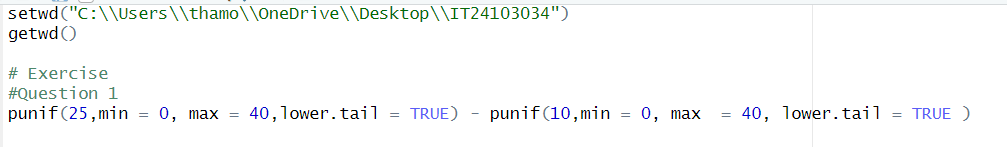 setwd("C:\\Users\\thamo\\OneDrive\\Desktop\\IT24103034")
getwd()
# Exercise
#Question 1
punif(25,min = 0, max = 40,lower.tail = TRUE) - punif(10,min = 0, max  = 40, lower.tail = TRUE )